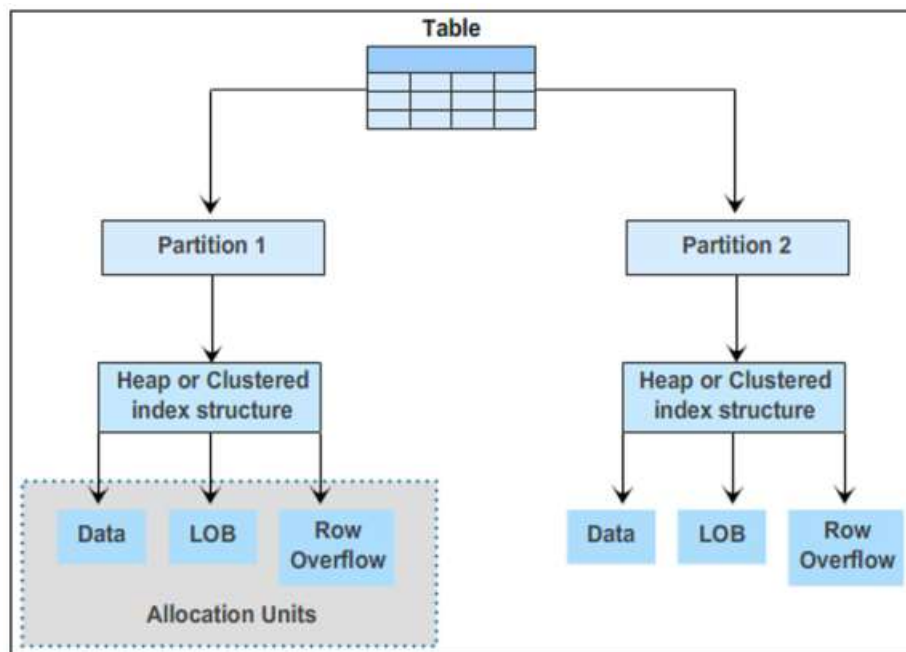 Table
Partition 1
Partition 2
Heap or Clustered
index structure
Heap or Clustered
index structure
Data
LOB
Row
Overflow
Data
LOB
Row
Overflow
Allocation Units